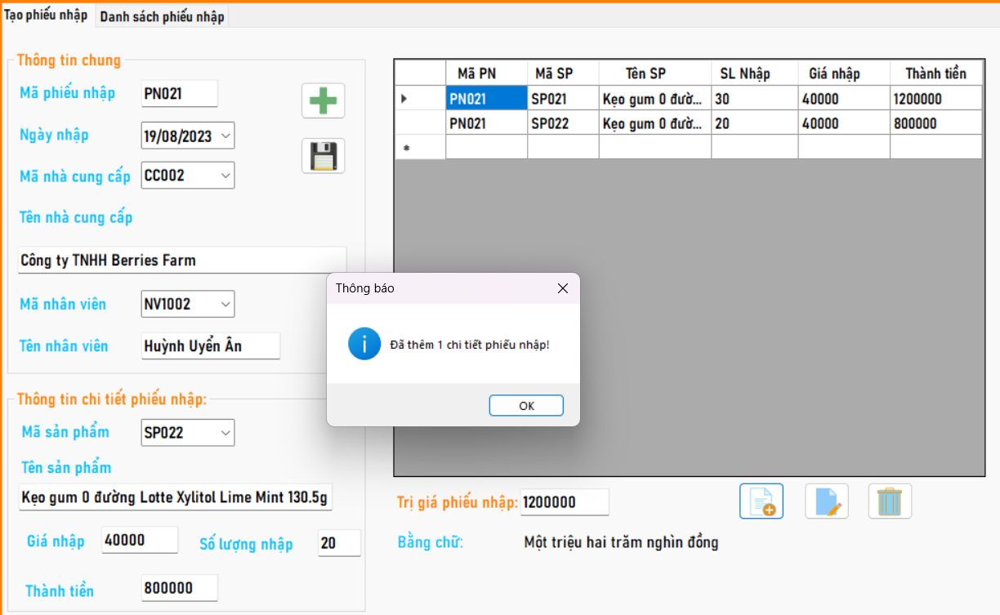 Tạo phiếu nhập
Danh sách phiếu nhập
Thông tin chung
Mã phiếu nhập PN021
Ngày nhập 19/08/2023
Mã nhà cung cấp CC002
Tên nhà cung cấp
Công ty TNHH Berries Farm
Mã nhân viên NV1002
Tên nhân viên Huỳnh Uyển Ân
Thông tin chi tiết phiếu nhập:
Mã sản phẩm SP022
Tên sản phẩm
Kẹo gum 0 đường Lotte Xylitol Lime Mint 130.5g
Giá nhập 40000 Số lượng nhập 20
Thành tiền 800000
Mã PN Mã SP Tên SP SL Nhập Giá nhập Thành tiền
PN021 SP021 Kẹo gum 0 đườ... 30 40000 1200000
PN021 SP022 Kẹo gum 0 đườ... 20 40000 800000
Thông báo
Đã thêm 1 chi tiết phiếu nhập!
OK
Trị giá phiếu nhập: 1200000
Bằng chữ: Một triệu hai trăm nghìn đồng